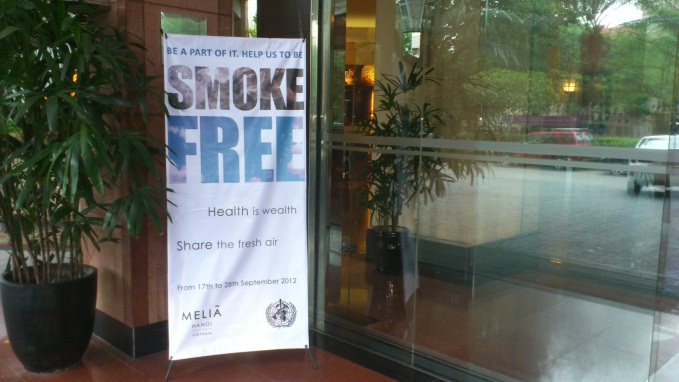 BE A PART OF IT. HELP US TO BE
SMOKE
FREE
Health is wealth
Share the fresh air
From 17th to 28th September 2012
MELIÃ
HANOI